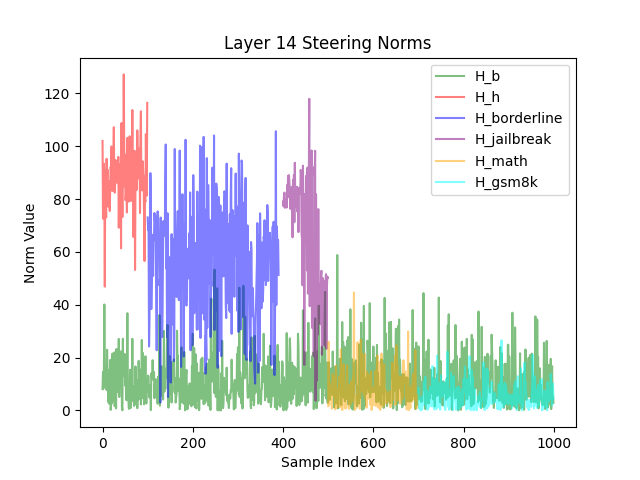 Layer 14 Steering Norms
H_b
H_h
H_borderline
H_jailbreak
H_math
H_gsm8k
Norm Value
120
100
80
60
40
20
0
0
200
400
600
800
1000
Sample Index